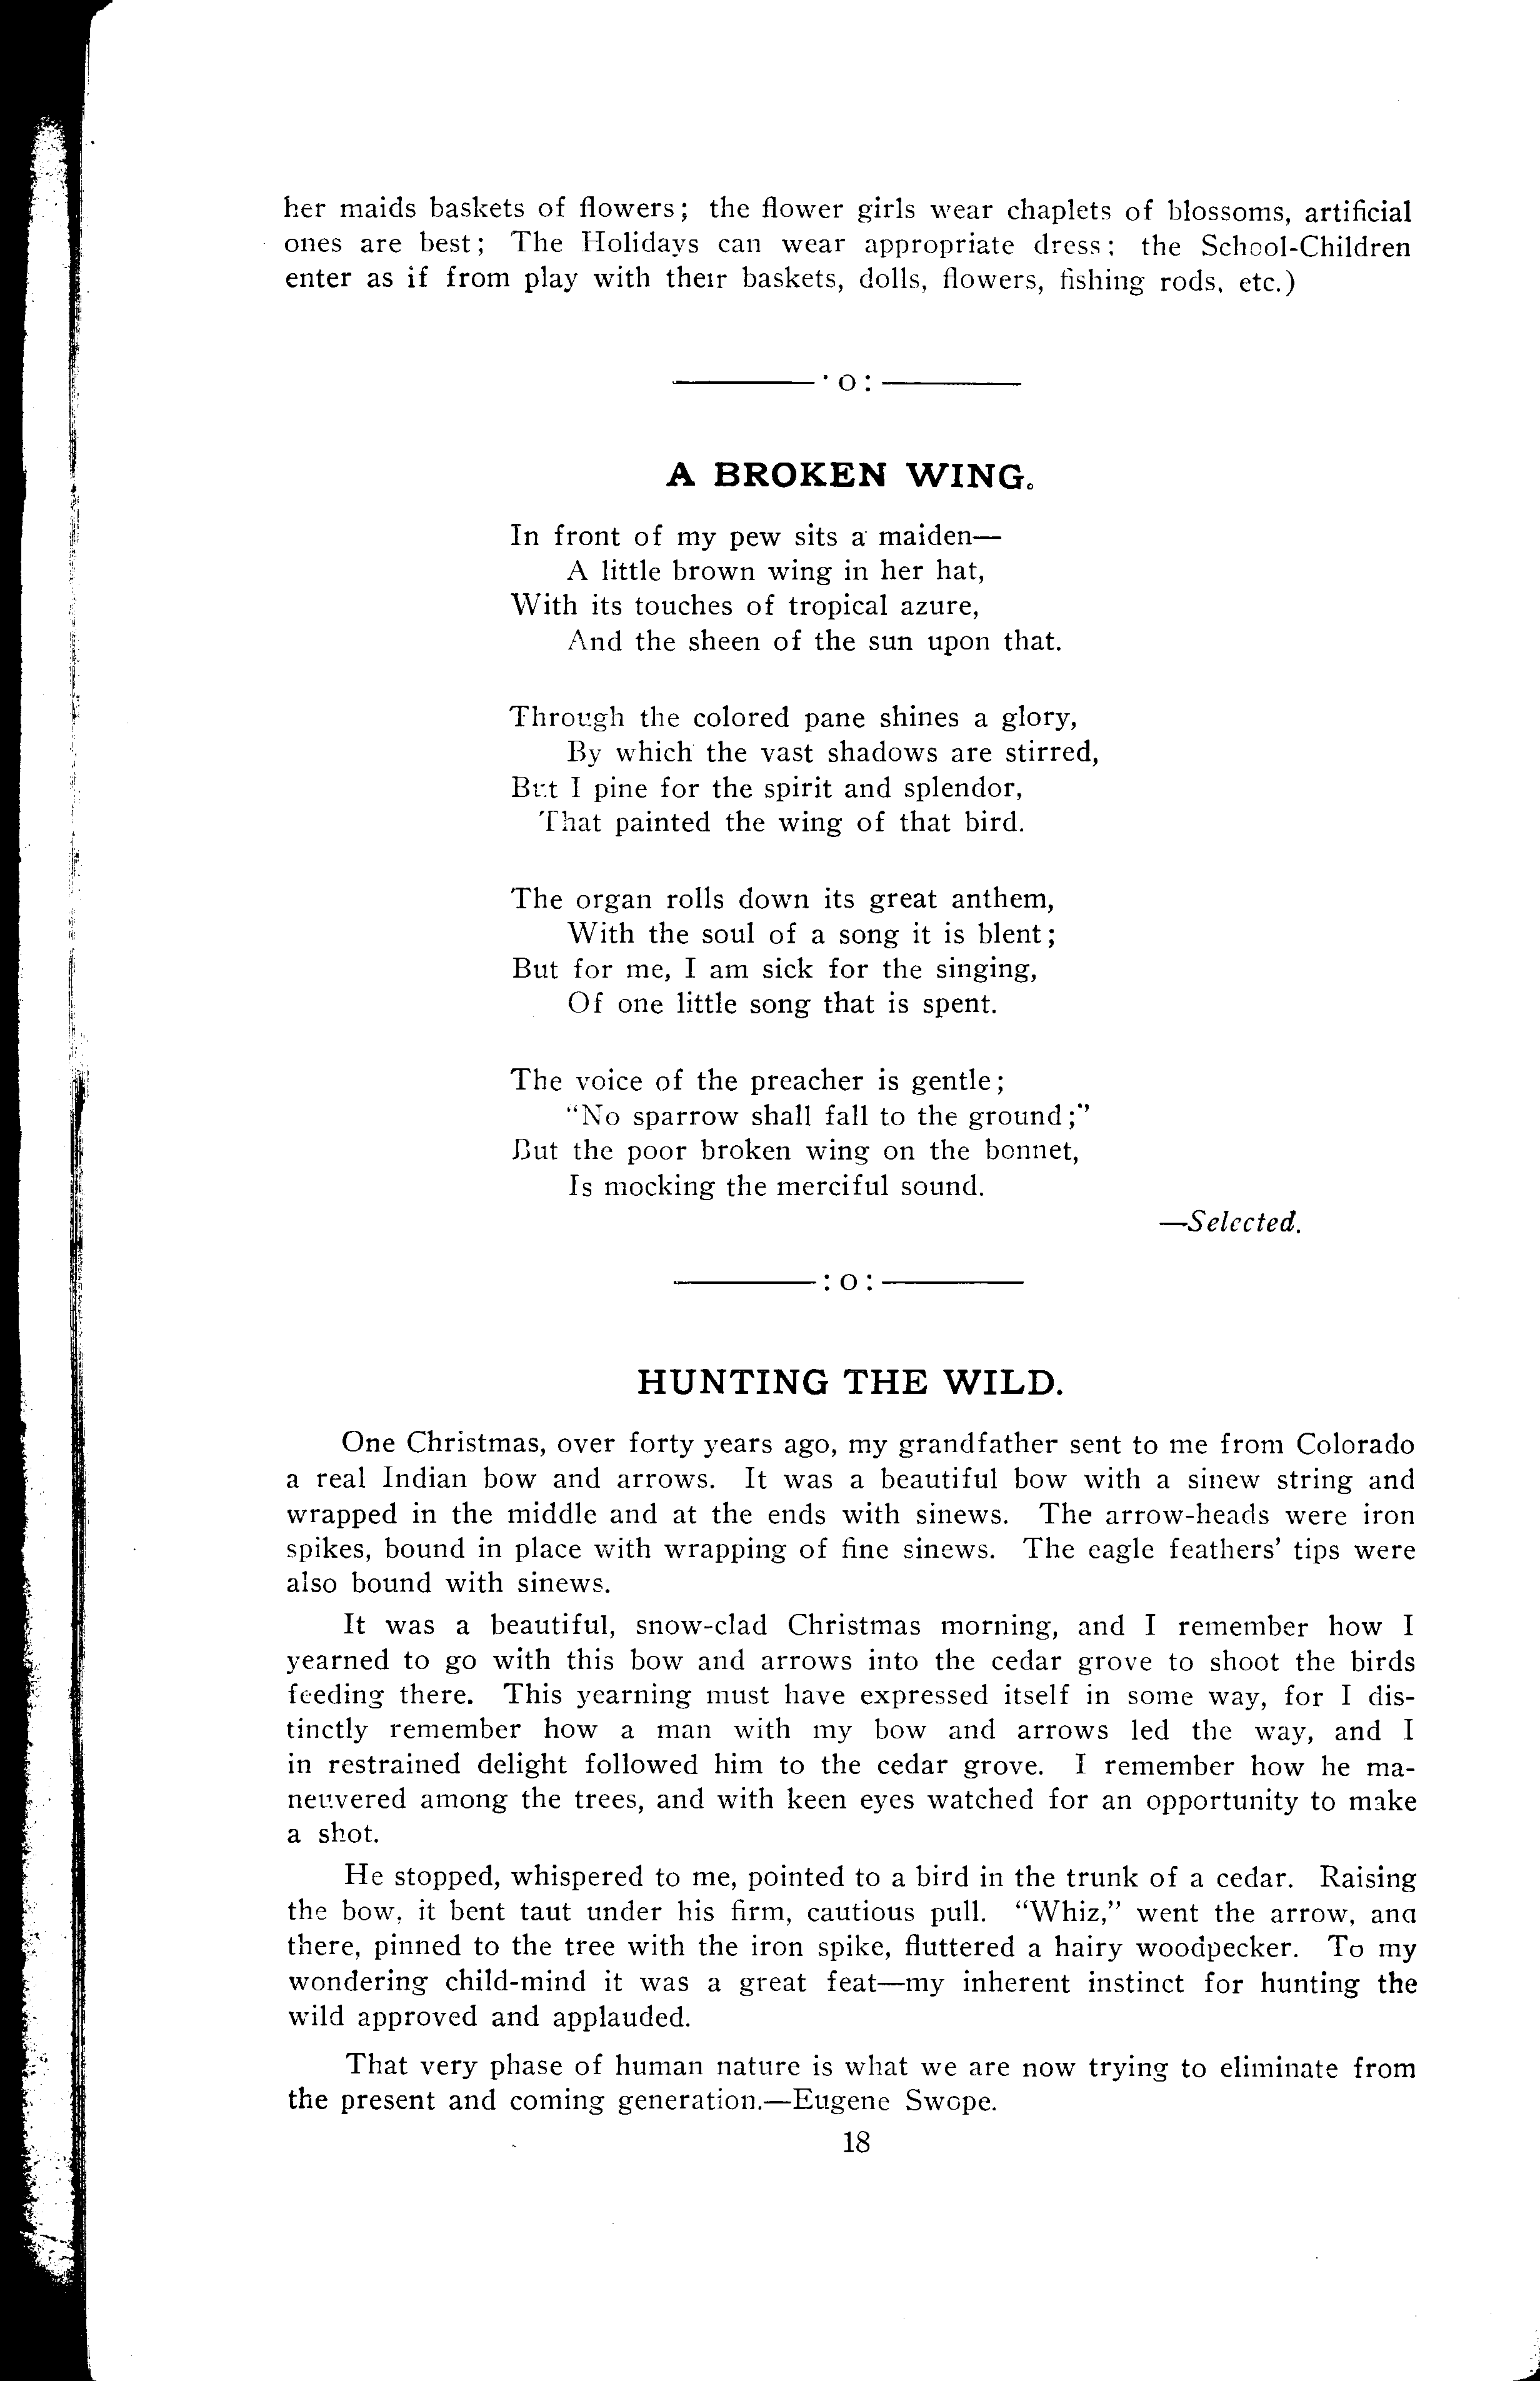 her maids baskets of flowers; the flower girls wear chaplets of blossoms, artificial
ones are best; The Holidays can wear appropriate dress; the School-Children
enter as if from play with their baskets, dolls, flowers, fishing rods, etc.)
:o:
A BROKEN WING.
In front of my pew sits a maiden—
A little brown wing in her hat,
With its touches of tropical azure,
And the sheen of the sun upon that.
Through the colored pane shines a glory,
By which the vast shadows are stirred,
But I pine for the spirit and splendor,
That painted the wing of that bird.
The organ rolls down its great anthem,
With the soul of a song it is blent;
But for me, I am sick for the singing,
Of one little song that is spent.
The voice of the preacher is gentle;
"No sparrow shall fall to the ground;"
But the poor broken wing on the bonnet,
Is mocking the merciful sound.
—Selected.
:o:
HUNTING THE WILD.
One Christmas, over forty years ago, my grandfather sent to me from Colorado
a real Indian bow and arrows. It was a beautiful bow with a sinew string and
wrapped in the middle and at the ends with sinews. The arrow-heads were iron
spikes, bound in place with wrapping of fine sinews. The eagle feathers' tips were
also bound with sinews.
It was a beautiful, snow-clad Christmas morning, and I remember how I
yearned to go with this bow and arrows into the cedar grove to shoot the birds
feeding there. This yearning must have expressed itself in some way, for I dis-
tinctly remember how a man with my bow and arrows led the way, and I
in restrained delight followed him to the cedar grove. I remember how he ma-
neuvered among the trees, and with keen eyes watched for an opportunity to make
a shot.
He stopped, whispered to me, pointed to a bird in the trunk of a cedar. Raising
the bow, it bent taut under his firm, cautious pull. "Whiz," went the arrow, and
there, pinned to the tree with the iron spike, fluttered a hairy woodpecker. To my
wondering child-mind it was a great feat—my inherent instinct for hunting the
wild approved and applauded.
That very phase of human nature is what we are now trying to eliminate from
the present and coming generation.—Eugene Swope.
18